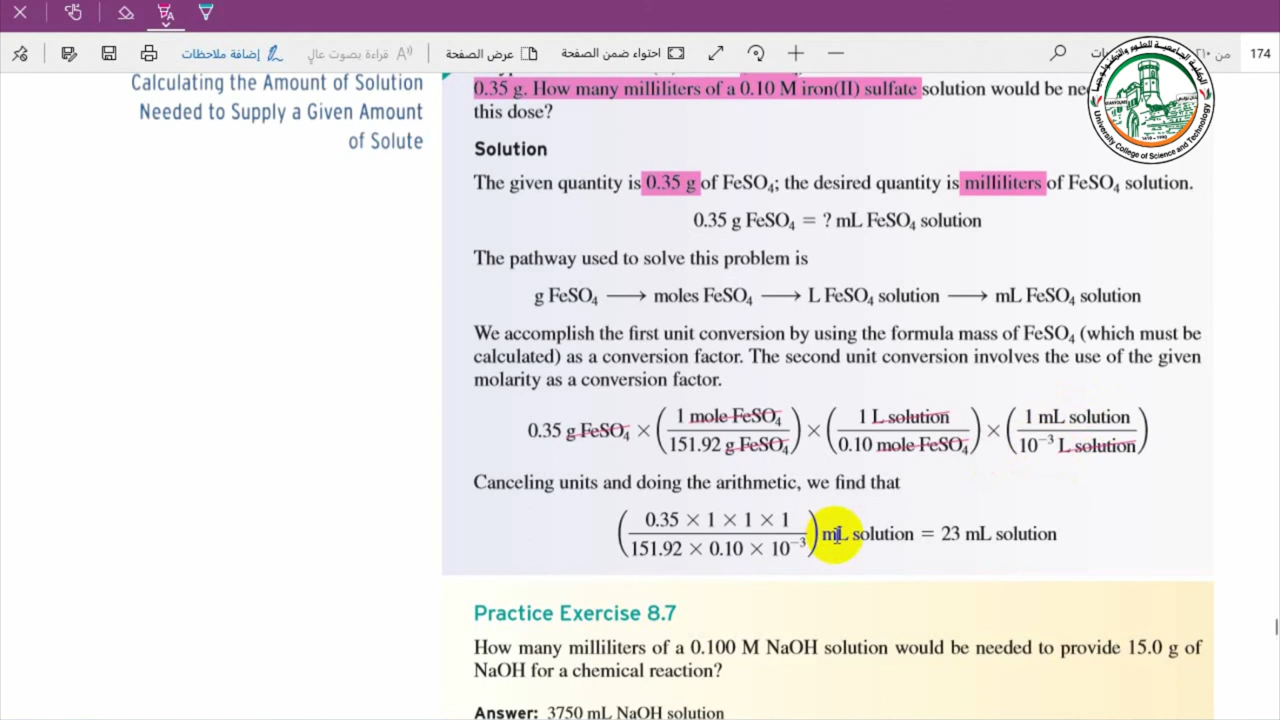 إضافة ملاحظات
قراءة بصوت عالٍ
عرض الصفحة
احتواء ضمن الصفحة
174
University College of Science and Technology
Calculating the Amount of Solution
Needed to Supply a Given Amount
of Solute
0.35 g. How many milliliters of a 0.10 M iron(II) sulfate solution would be
this dose?
Solution
The given quantity is 0.35 g of FeSO₄; the desired quantity is milliliters of FeSO₄ solution.
0.35 g FeSO₄ = ? mL FeSO₄ solution
The pathway used to solve this problem is
g FeSO₄ ⟶ moles FeSO₄ ⟶ L FeSO₄ solution ⟶ mL FeSO₄ solution
We accomplish the first unit conversion by using the formula mass of FeSO₄ (which must be
calculated) as a conversion factor. The second unit conversion involves the use of the given
molarity as a conversion factor.
0.35 g FeSO₄ × (1 mole FeSO₄ / 151.92 g FeSO₄) × (1 L solution / 0.10 mole FeSO₄) × (1 mL solution / 10⁻³ L solution)
Canceling units and doing the arithmetic, we find that
(0.35 × 1 × 1 × 1 / 151.92 × 0.10 × 10⁻³) mL solution = 23 mL solution
Practice Exercise 8.7
How many milliliters of a 0.100 M NaOH solution would be needed to provide 15.0 g of
NaOH for a chemical reaction?
Answer: 3750 mL NaOH solution